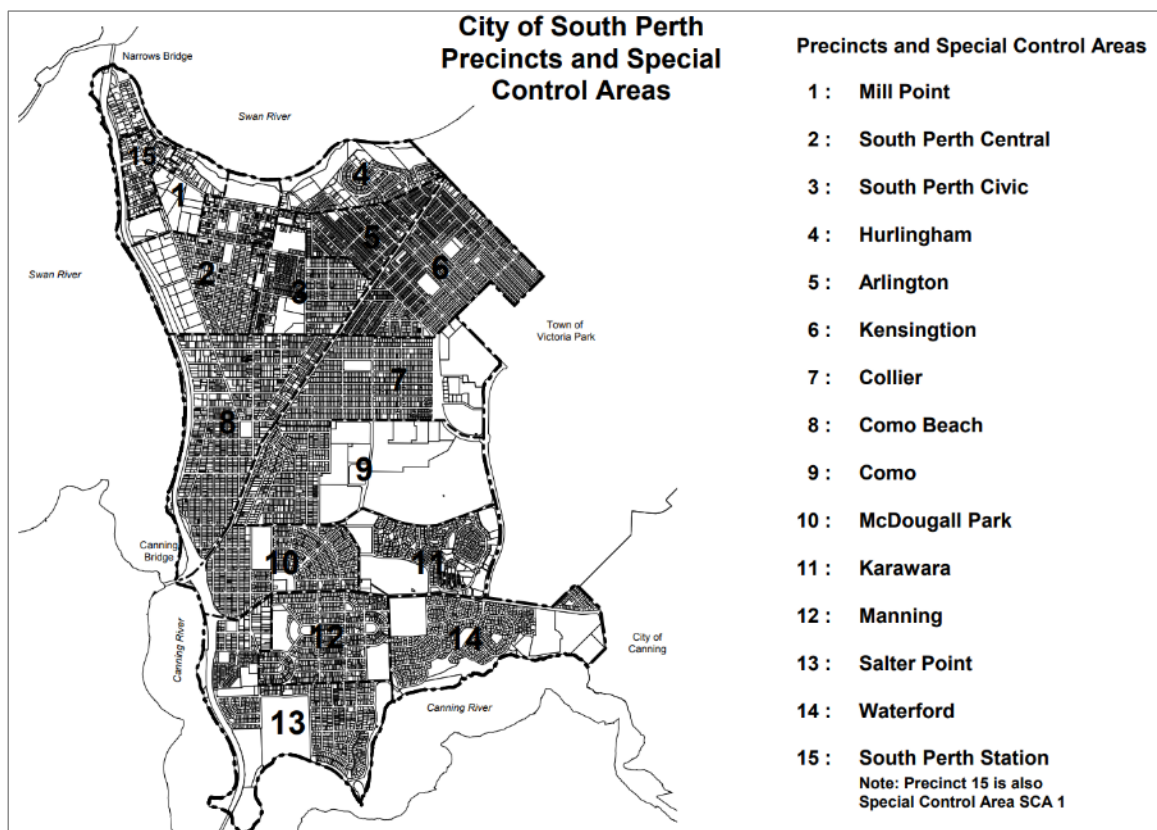 City of South Perth
Precincts and Special
Control Areas
Narrows Bridge
Swan River
Swan River
Town of
Victoria Park
Canning
Bridge
Canning River
City of
Canning
Canning River
15
1
4
5
2
6
3
7
8
9
10
11
12
14
13
Precincts and Special Control Areas
1 : Mill Point
2 : South Perth Central
3 : South Perth Civic
4 : Hurlingham
5 : Arlington
6 : Kensingtion
7 : Collier
8 : Como Beach
9 : Como
10 : McDougall Park
11 : Karawara
12 : Manning
13 : Salter Point
14 : Waterford
15 : South Perth Station
Note: Precinct 15 is also
Special Control Area SCA 1